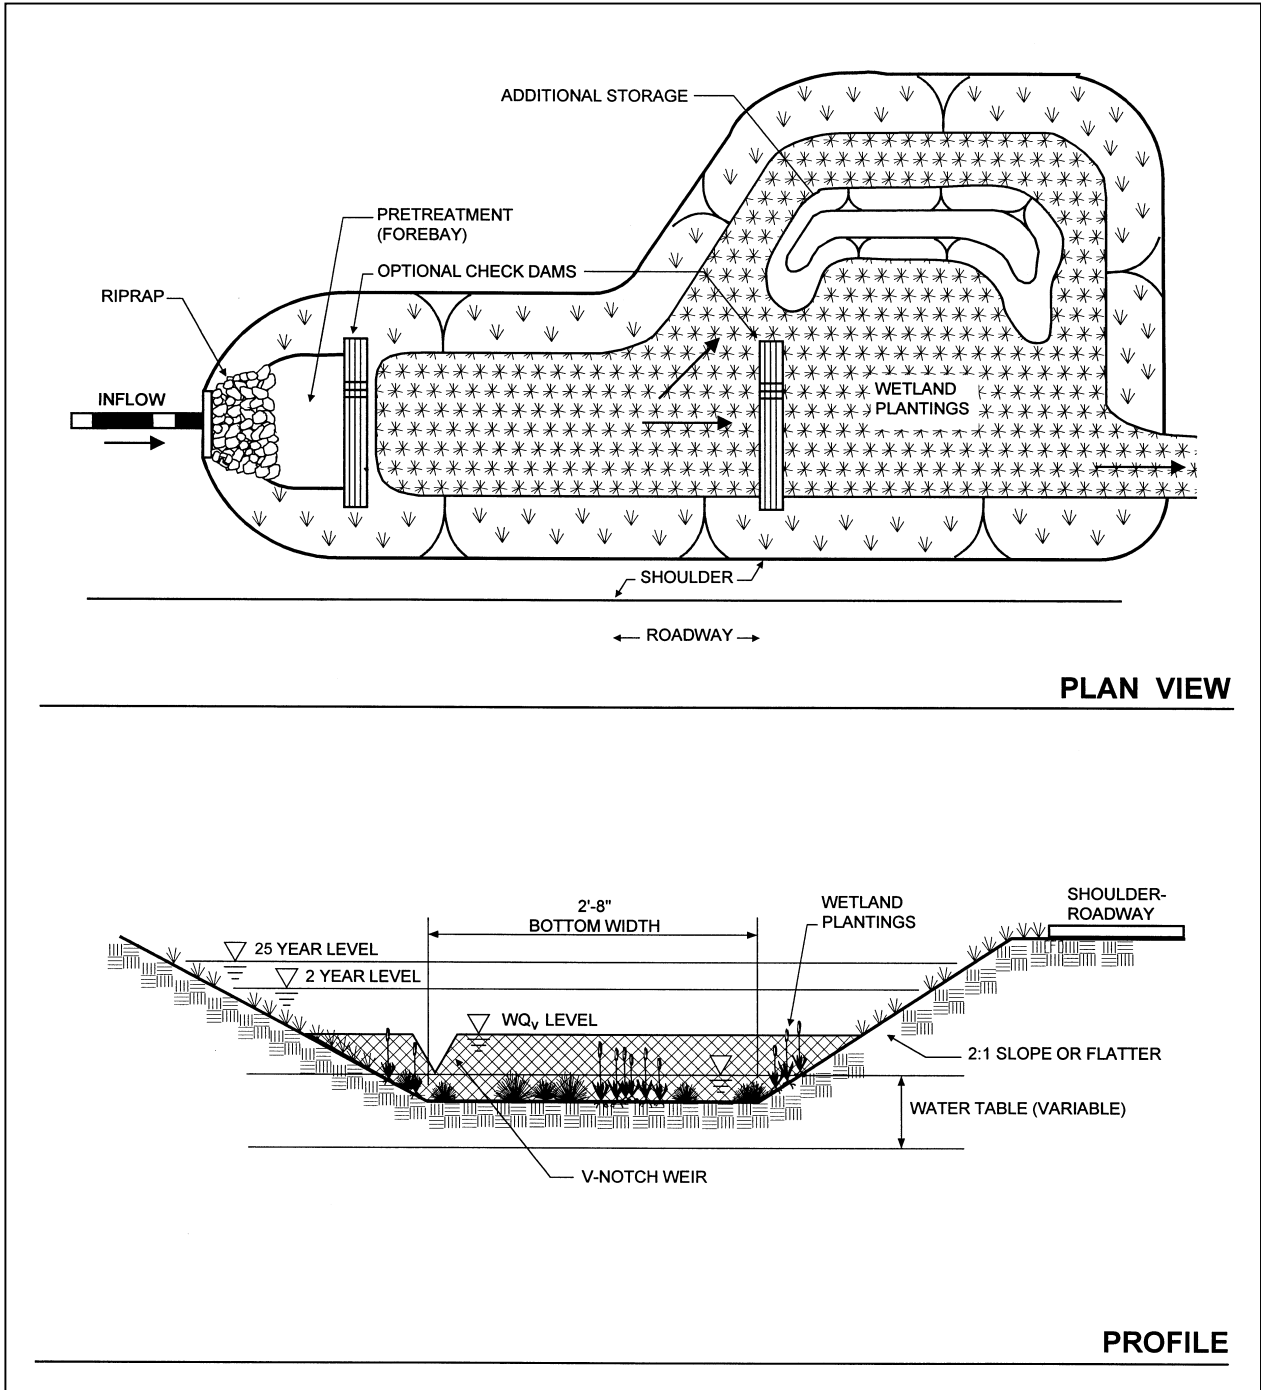 ADDITIONAL STORAGE
PRETREATMENT
(FOREBAY)
OPTIONAL CHECK DAMS
RIPRAP
INFLOW
WETLAND
PLANTINGS
SHOULDER
ROADWAY
PLAN VIEW
2'-8"
BOTTOM WIDTH
WETLAND
PLANTINGS
SHOULDER-
ROADWAY
25 YEAR LEVEL
2 YEAR LEVEL
WQv LEVEL
2:1 SLOPE OR FLATTER
WATER TABLE (VARIABLE)
V-NOTCH WEIR
PROFILE